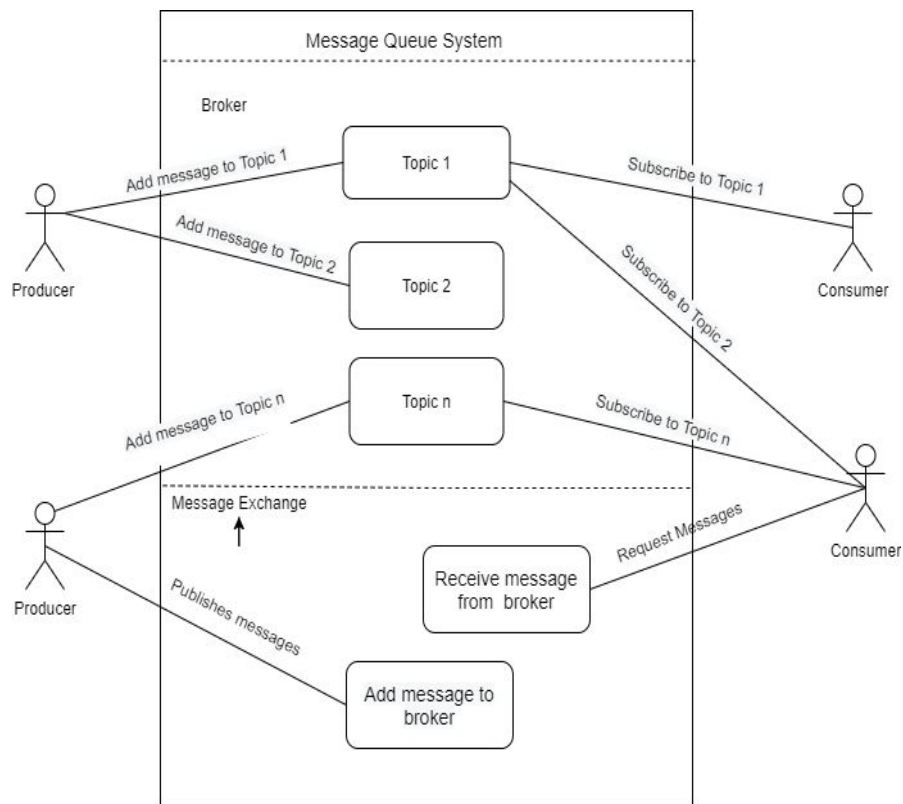 Message Queue System
Broker
Add message to Topic 1
Topic 1
Subscribe to Topic 1
Add message to Topic 2
Topic 2
Subscribe to Topic 2
Producer
Consumer
Add message to Topic n
Topic n
Subscribe to Topic n
Message Exchange
Request Messages
Receive message
from broker
Consumer
Producer
Publishes messages
Add message to
broker